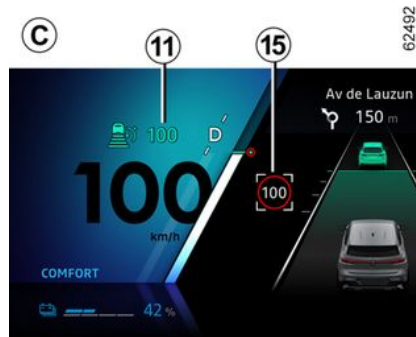 C
11
15
62492
100
D
Av de Lauzun
150 m
100
100
km/h
COMFORT
42 %